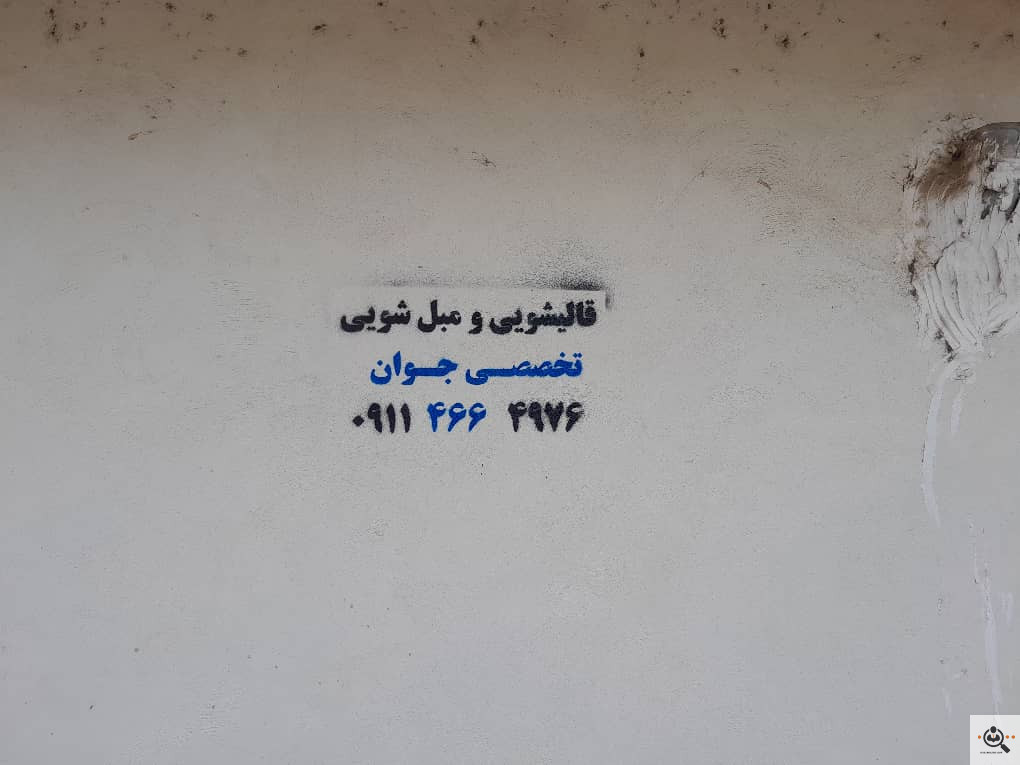 قالیشویی و مبل شویی
تخصصی جوان
۰۹۱۱ ۴۶۶ ۴۹۷۶